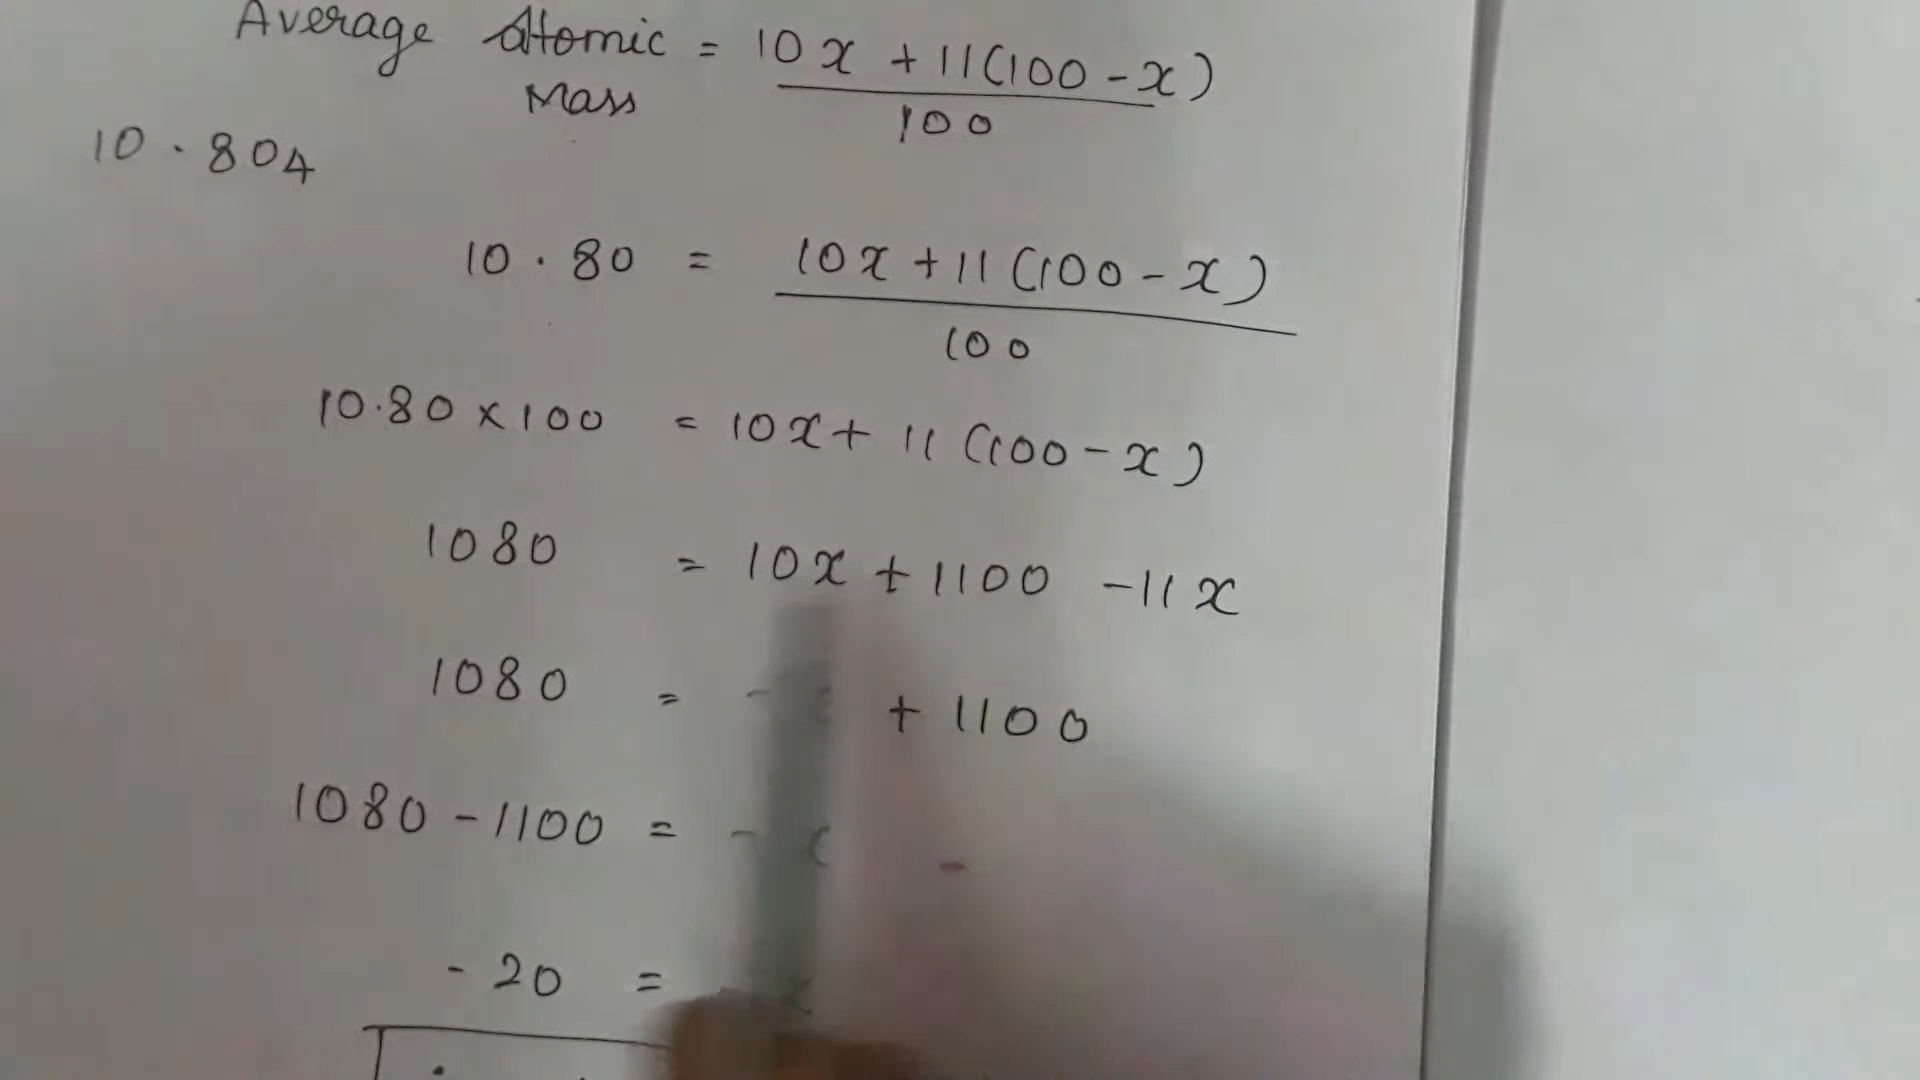 Average Atomic = 10x + 11(100 - x)
Mass
100
10.804
10.80 = 10x + 11(100 - x)
100
10.80 × 100 = 10x + 11(100 - x)
1080 = 10x + 1100 - 11x
1080 = - + 1100
1080 - 1100 = -
- 20 = x